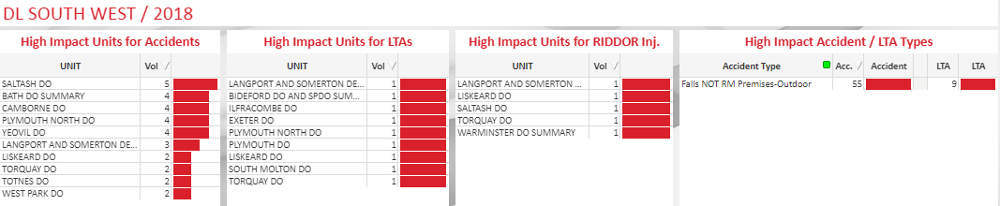 DL SOUTH WEST / 2018
High Impact Units for Accidents
UNIT Vol
SALTASH DO 5
BATH DO SUMMARY 4
CAMBORNE DO 4
PLYMOUTH NORTH DO 4
YEOVIL DO 4
LANGPORT AND SOMERTON DE... 3
LISKEARD DO 2
TORQUAY DO 2
TOTNES DO 2
WEST PARK DO 2
High Impact Units for LTAs
UNIT Vol
LANGPORT AND SOMERTON DE... 1
BIDEFORD DO AND SPDO SUM... 1
ILFRACOMBE DO 1
EXETER DO 1
PLYMOUTH NORTH DO 1
PLYMOUTH DO 1
LISKEARD DO 1
SOUTH MOLTON DO 1
TORQUAY DO 1
High Impact Units for RIDDOR Inj.
UNIT Vol
LANGPORT AND SOMERTON ... 1
LISKEARD DO 1
SALTASH DO 1
TORQUAY DO 1
WARMINSTER DO SUMMARY 1
High Impact Accident / LTA Types
Accident Type Acc. Accident LTA LTA
Falls NOT RM Premises-Outdoor 55 9